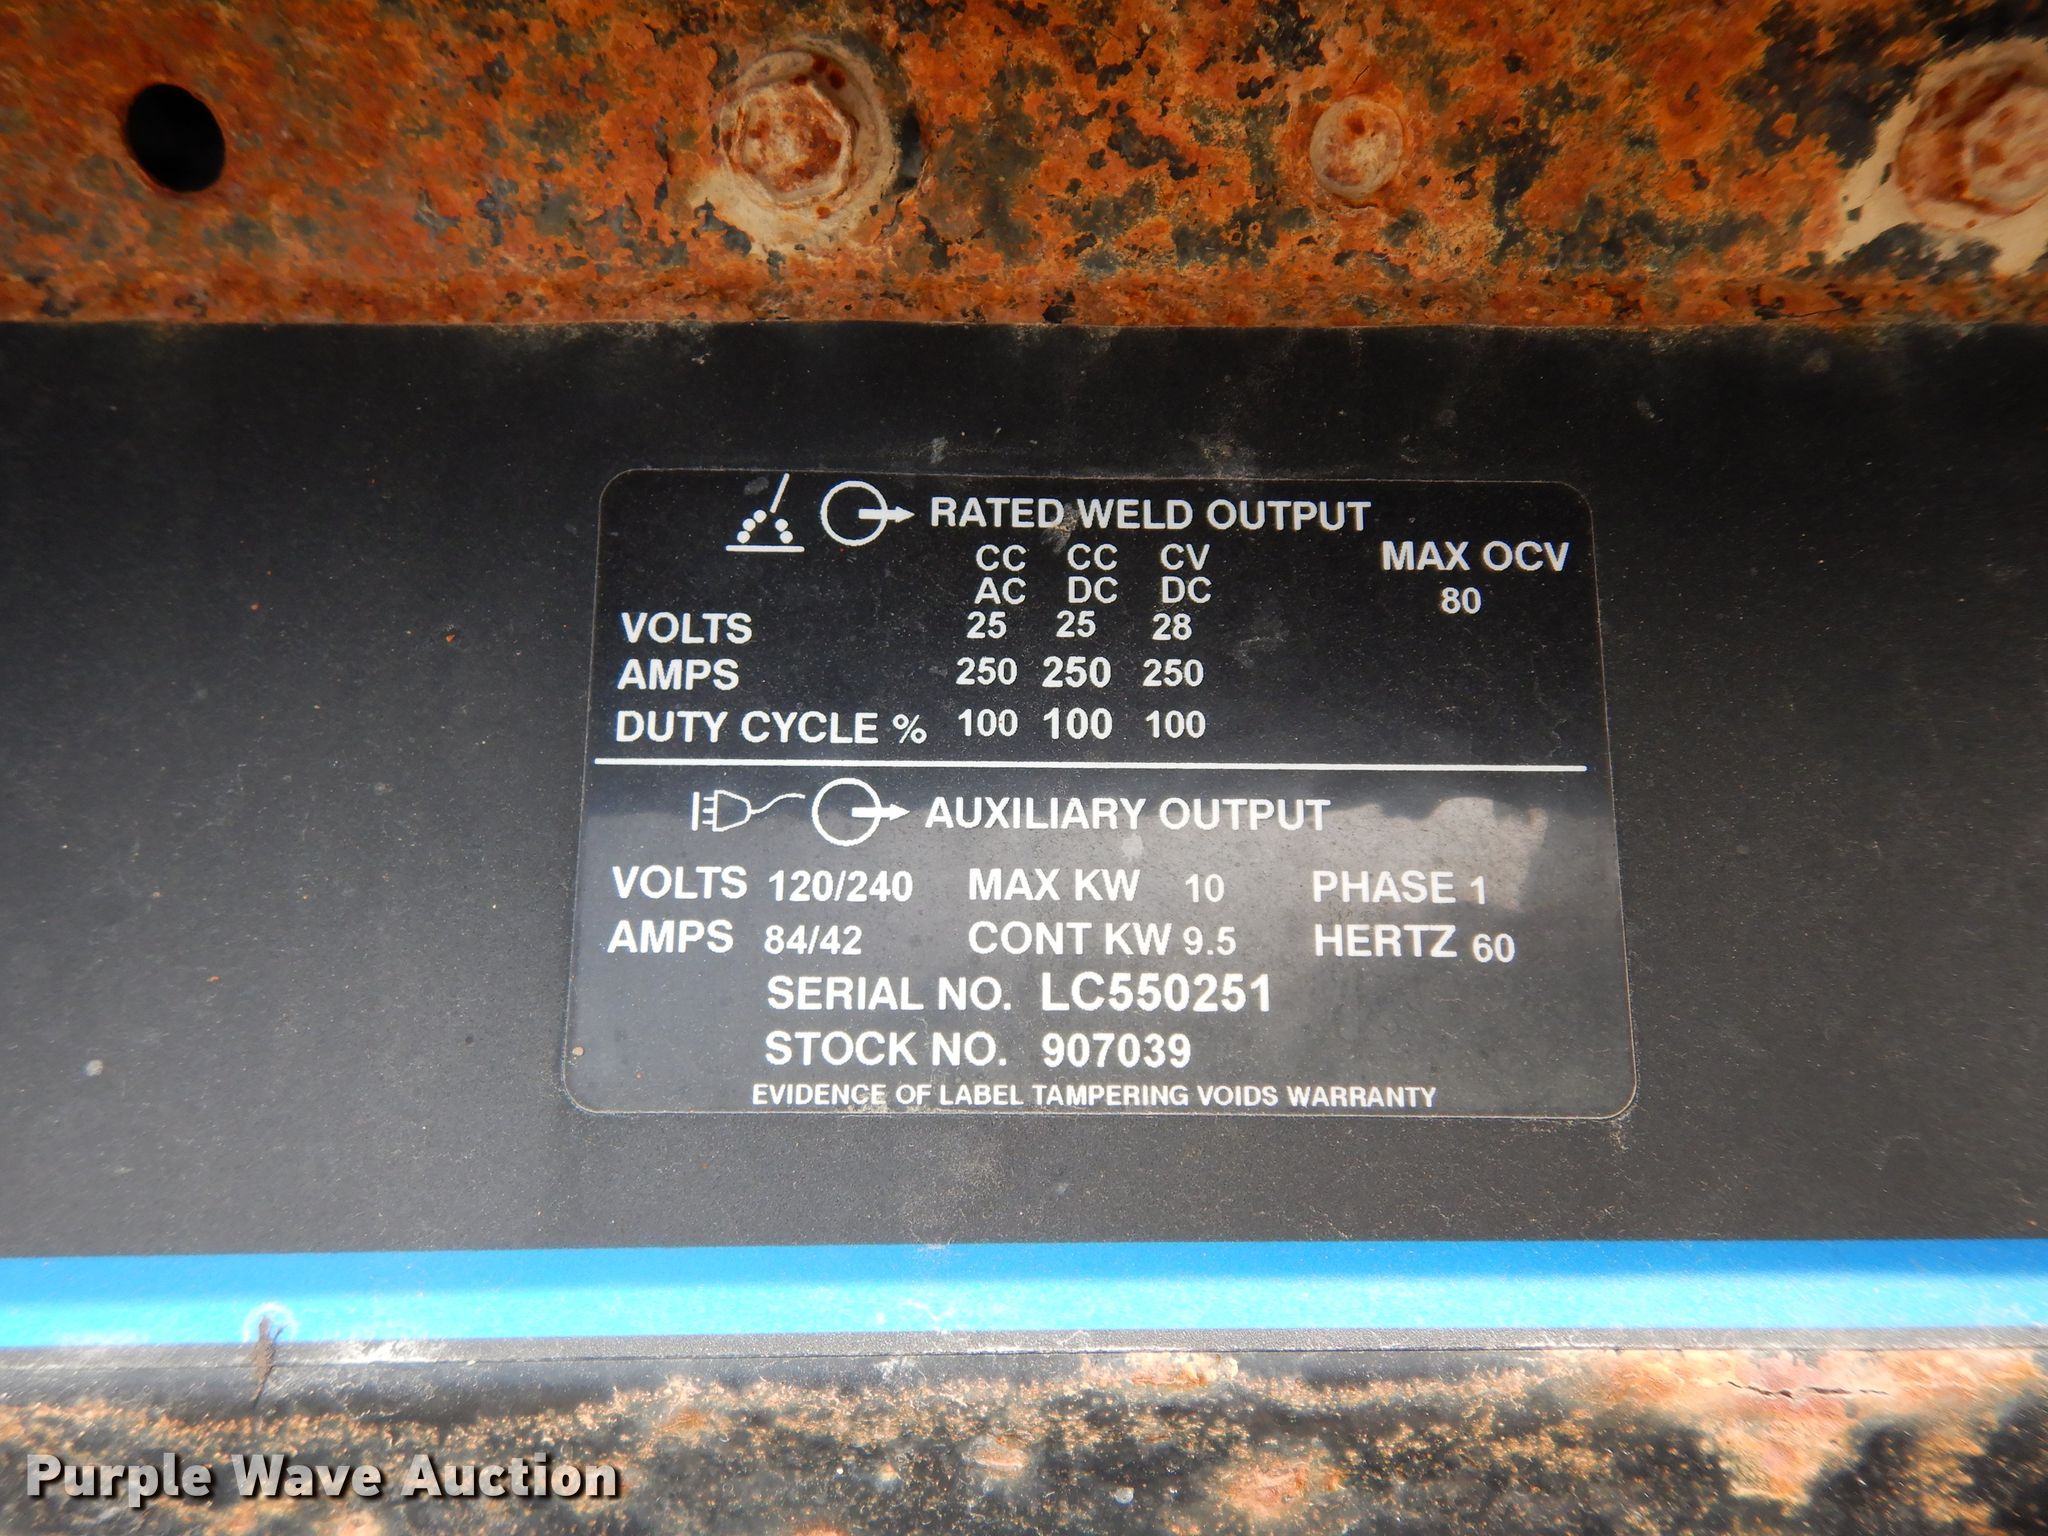 RATED WELD OUTPUT
CC CC CV MAX OCV
AC DC DC 80
VOLTS 25 25 28
AMPS 250 250 250
DUTY CYCLE % 100 100 100
AUXILIARY OUTPUT
VOLTS 120/240 MAX KW 10 PHASE 1
AMPS 84/42 CONT KW 9.5 HERTZ 60
SERIAL NO. LC550251
STOCK NO. 907039
EVIDENCE OF LABEL TAMPERING VOIDS WARRANTY
Purple Wave Auction